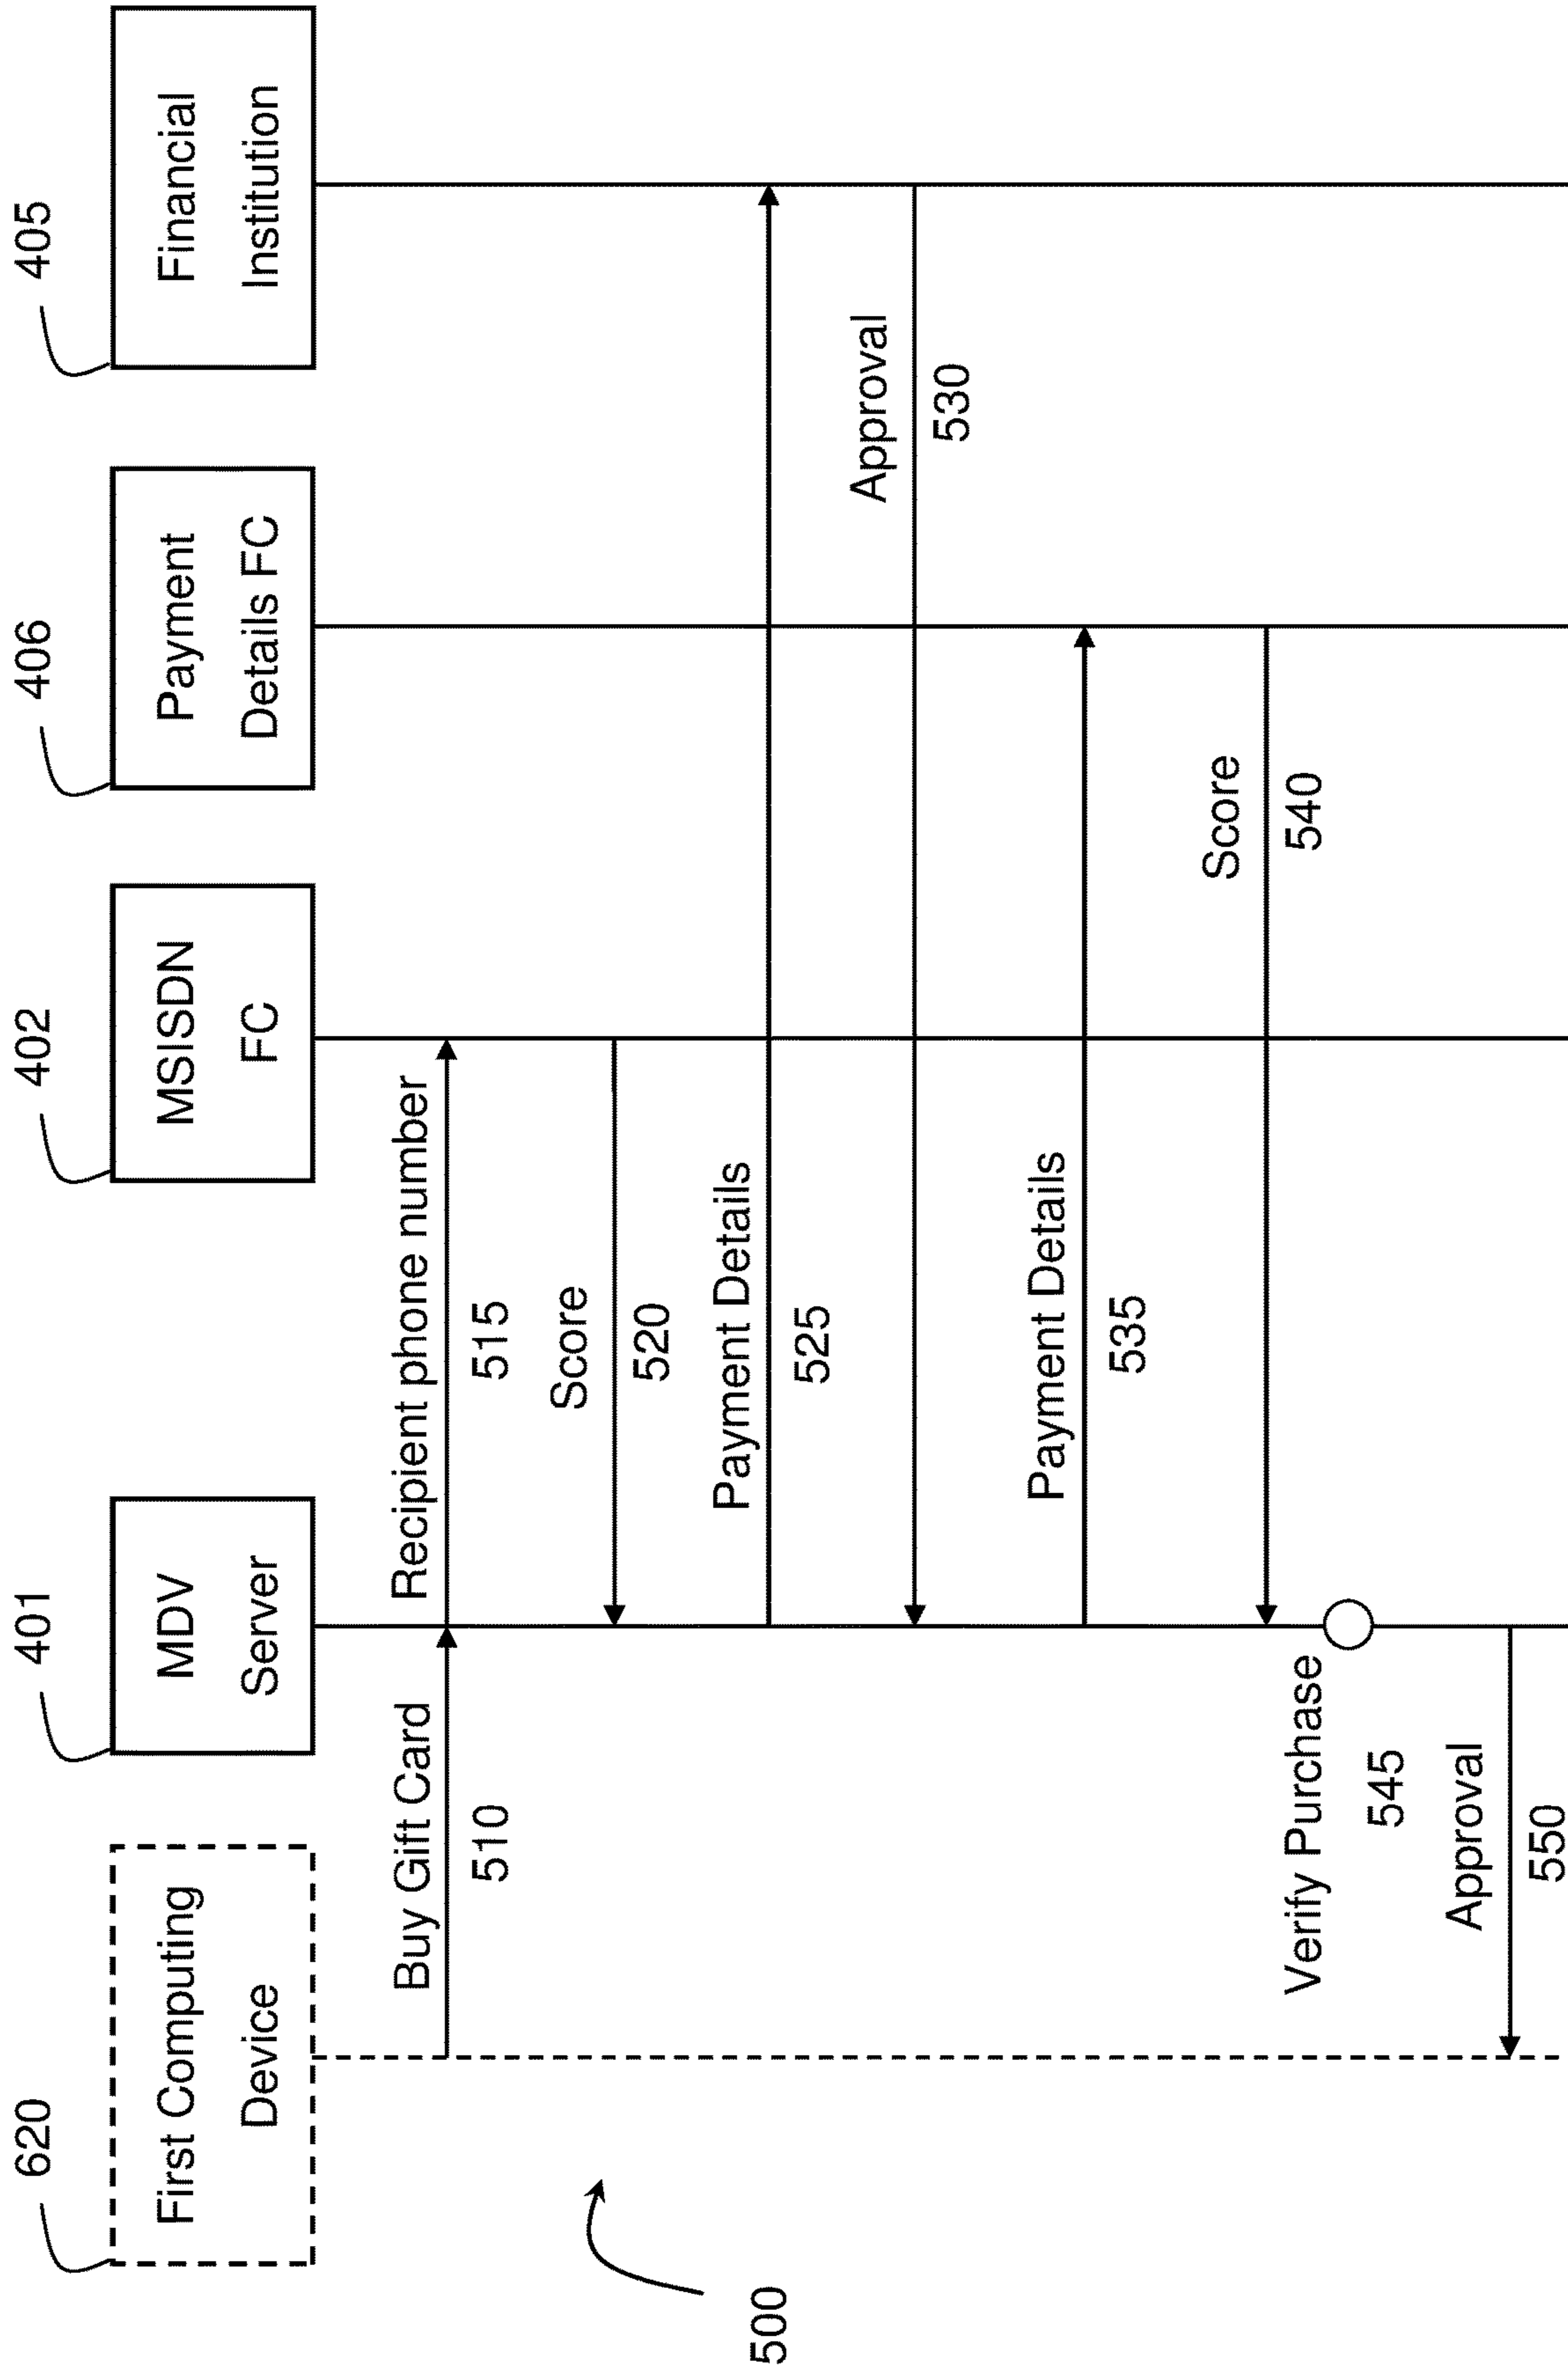 620
401
402
406
405
First Computing
Device
MDV
Server
MSISDN
FC
Payment
Details FC
Financial
Institution
Buy Gift Card
510
Recipient phone number
515
Score
520
Payment Details
525
Approval
530
Payment Details
535
Score
540
Verify Purchase
545
Approval
550
500